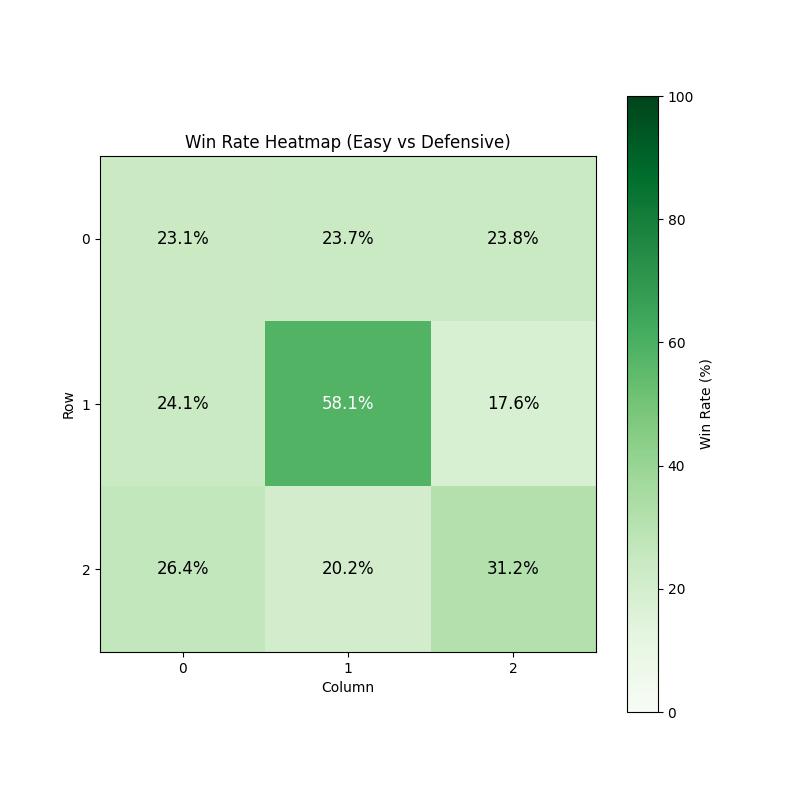 Win Rate Heatmap (Easy vs Defensive)
100
80
60
40
20
0
Win Rate (%)
0
1
2
Row
23.1% 23.7% 23.8%
24.1% 58.1% 17.6%
26.4% 20.2% 31.2%
0 1 2
Column